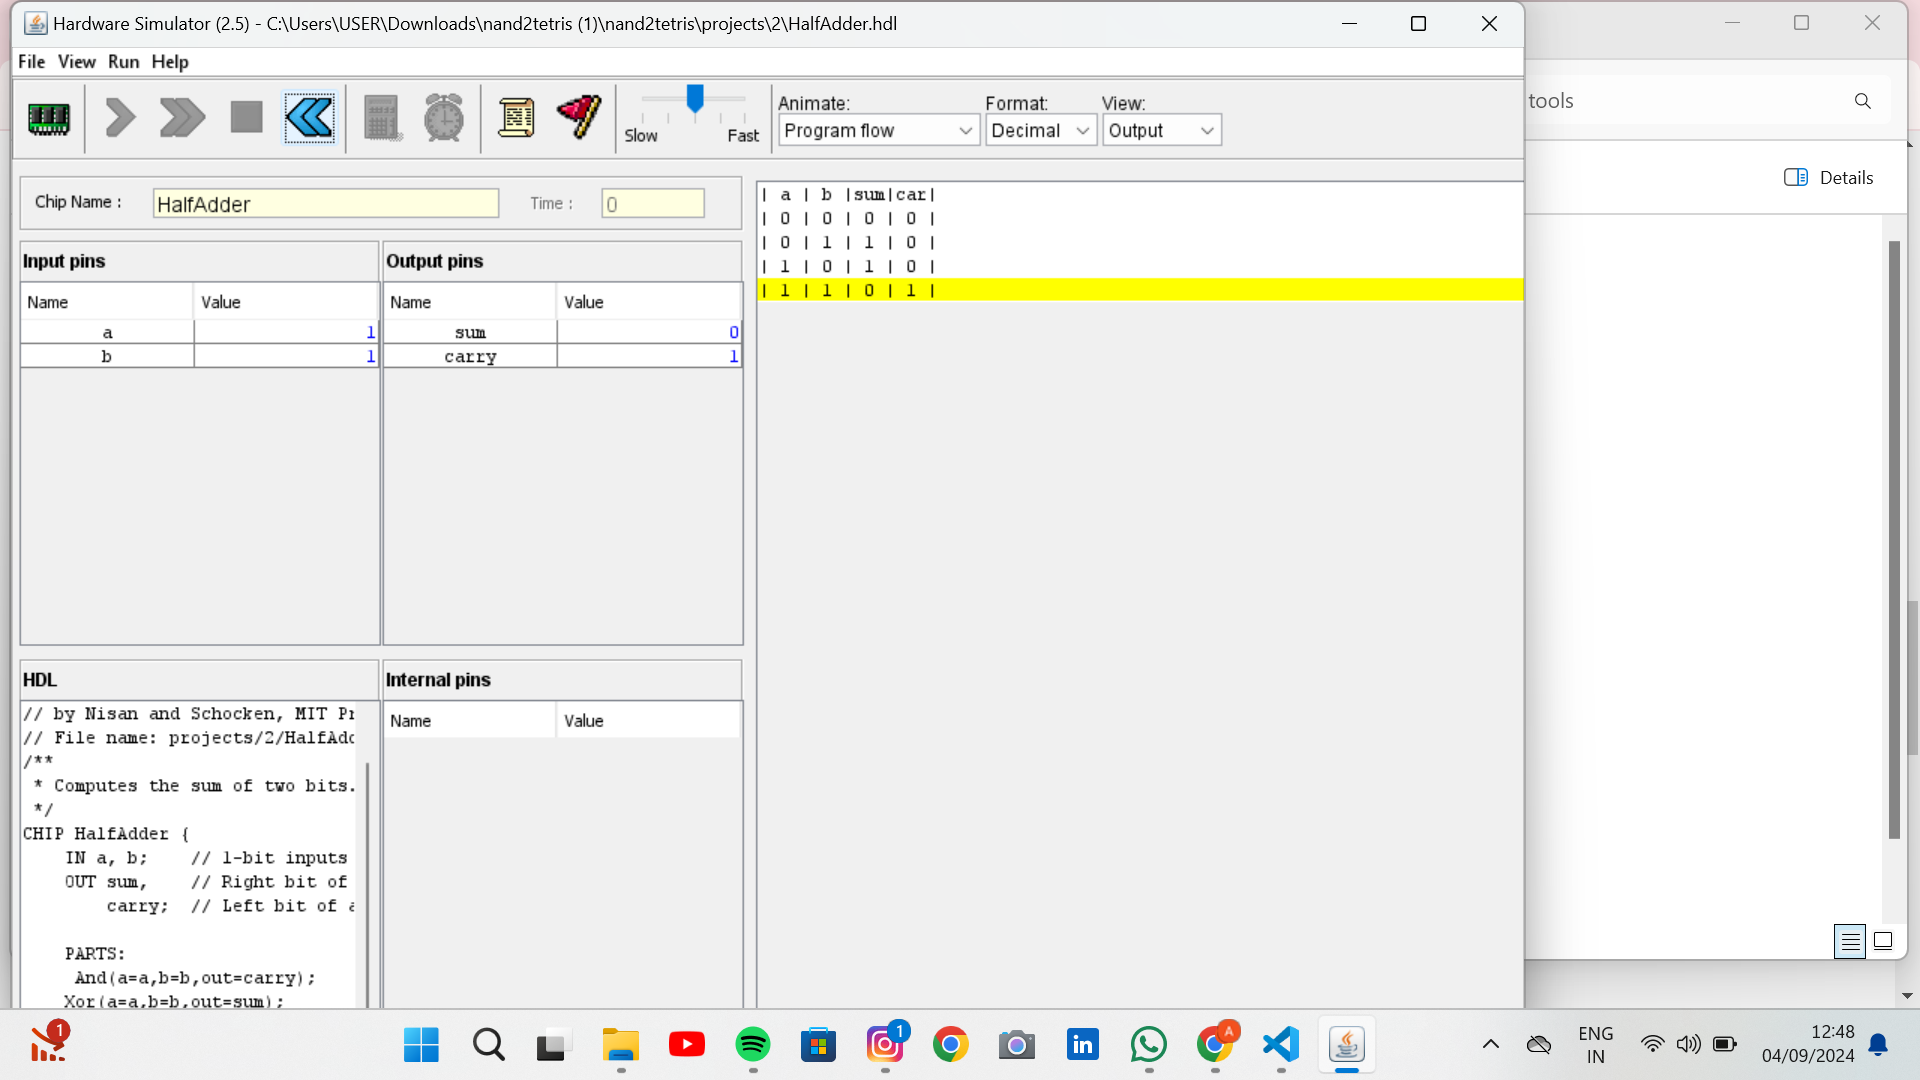 Hardware Simulator (2.5) - C:\Users\USER\Downloads\nand2tetris (1)\nand2tetris\projects\2\HalfAdder.hdl
File View Run Help
Slow Fast
Animate: Format: View:
Program flow Decimal Output
tools
Details
Chip Name : HalfAdder Time : 0
Input pins
Name Value
a 1
b 1
Output pins
Name Value
sum 0
carry 1
| a | b |sum|car|
| 0 | 0 | 0 | 0 |
| 0 | 1 | 1 | 0 |
| 1 | 0 | 1 | 0 |
| 1 | 1 | 0 | 1 |
HDL
// by Nisan and Schocken, MIT Pr
// File name: projects/2/HalfAdd
/**
* Computes the sum of two bits.
*/
CHIP HalfAdder {
IN a, b; // 1-bit inputs
OUT sum, // Right bit of
carry; // Left bit of a
PARTS:
And(a=a,b=b,out=carry);
Xor(a=a,b=b,out=sum);
Internal pins
Name Value
1
1
A
in
ENG
IN
12:48
04/09/2024